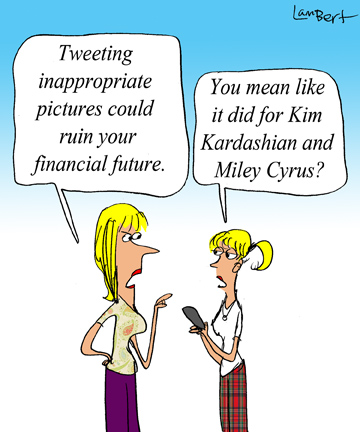 LamBerT
Tweeting
inappropriate
pictures could
ruin your
financial future.
You mean like
it did for Kim
Kardashian and
Miley Cyrus?